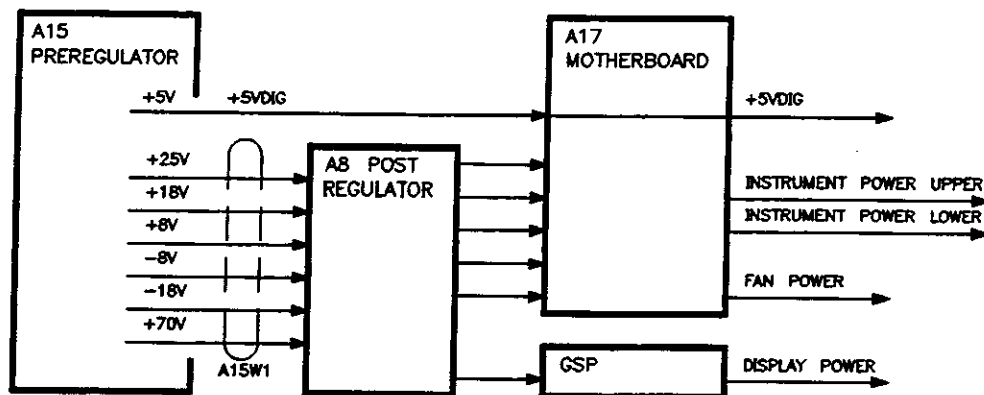 A15
PREREGULATOR
A17
MOTHERBOARD
+5V
+5VDIG
+5VDIG
+25V
A8 POST
REGULATOR
+18V
INSTRUMENT POWER UPPER
+8V
INSTRUMENT POWER LOWER
-8V
-18V
FAN POWER
+70V
A15W1
GSP
DISPLAY POWER